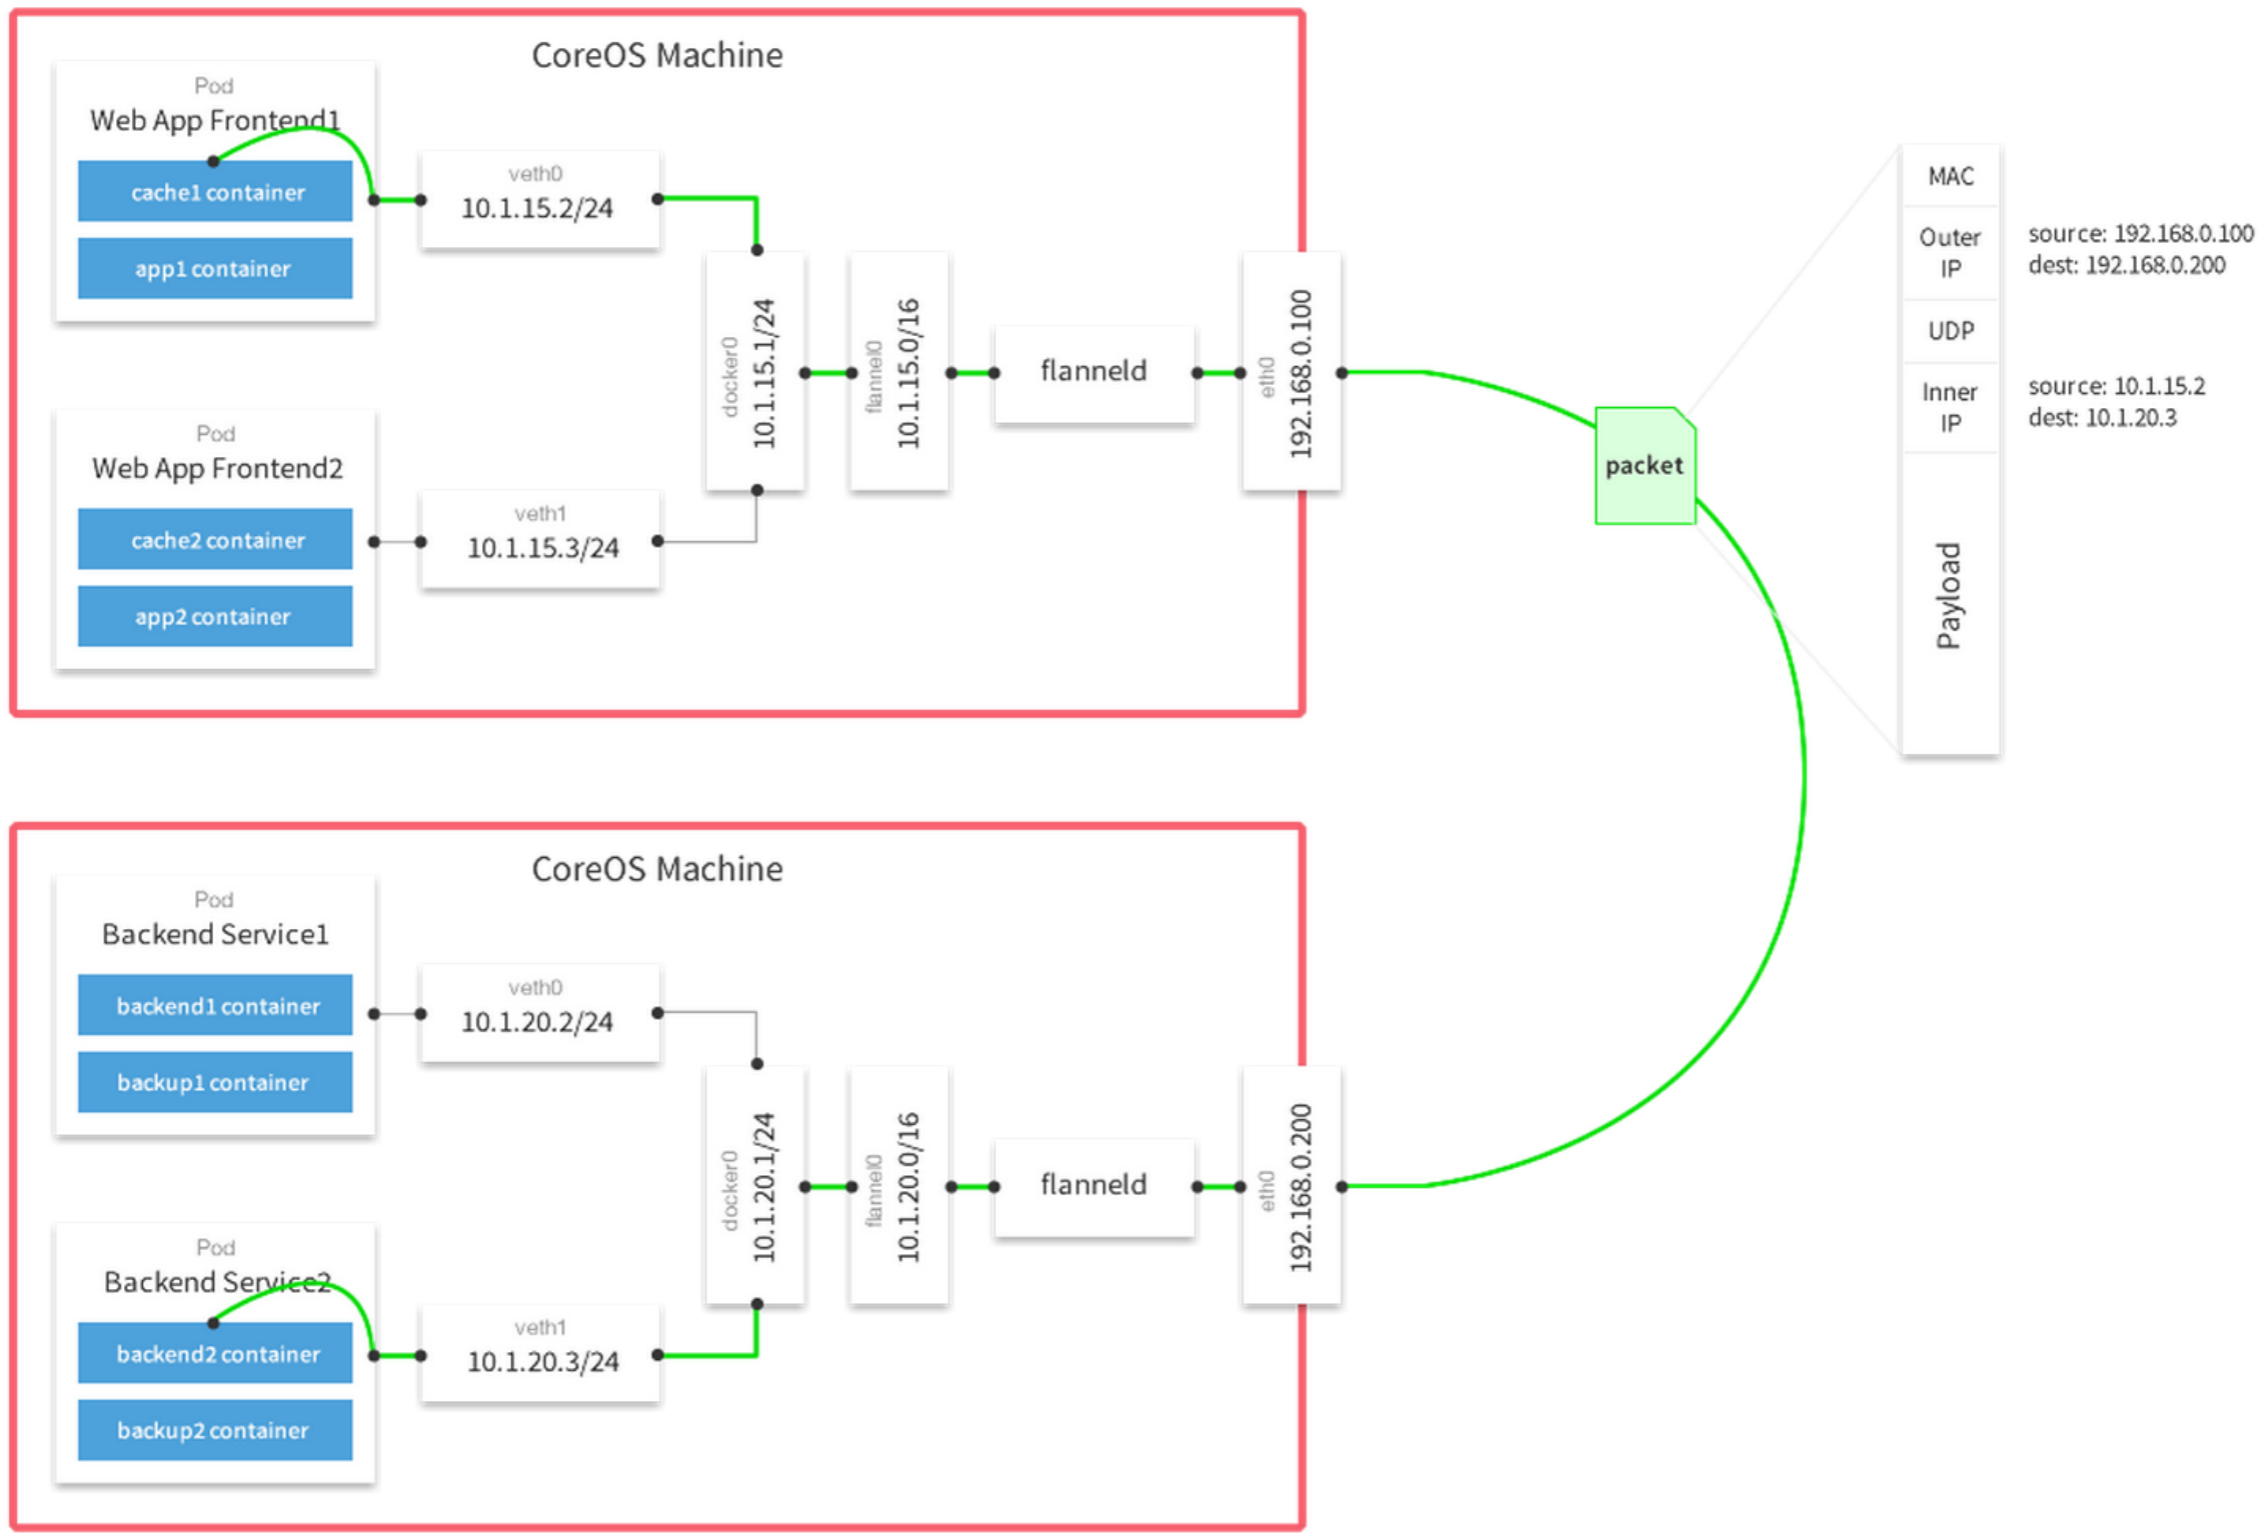 CoreOS Machine
Pod
Web App Frontend1
cache1 container
app1 container
veth0
10.1.15.2/24
Pod
Web App Frontend2
cache2 container
app2 container
veth1
10.1.15.3/24
docker0
10.1.15.1/24
flannel0
10.1.15.0/16
flanneld
eth0
192.168.0.100
packet
MAC
Outer
IP
source: 192.168.0.100
dest: 192.168.0.200
UDP
Inner
IP
source: 10.1.15.2
dest: 10.1.20.3
Payload
CoreOS Machine
Pod
Backend Service1
backend1 container
backup1 container
veth0
10.1.20.2/24
Pod
Backend Service2
backend2 container
backup2 container
veth1
10.1.20.3/24
docker0
10.1.20.1/24
flannel0
10.1.20.0/16
flanneld
eth0
192.168.0.200